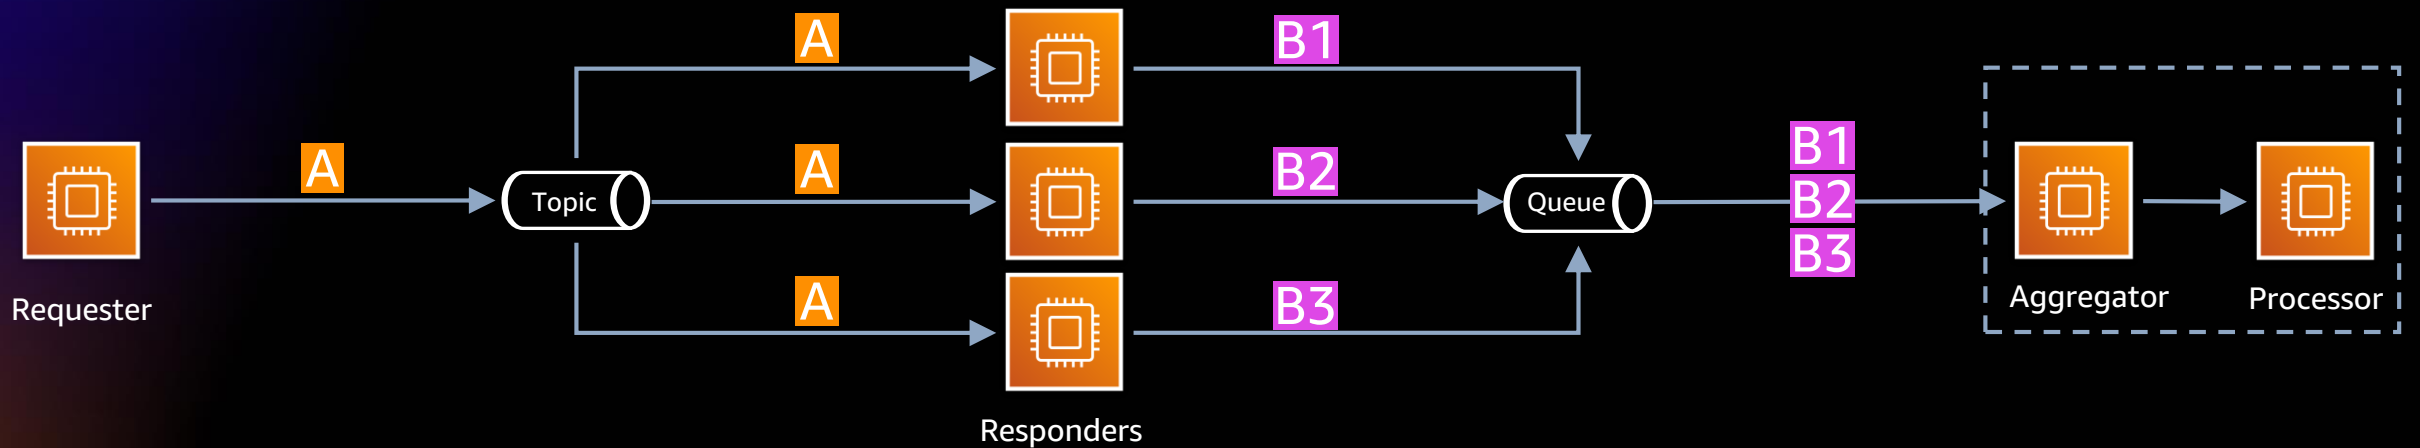 A
B1
A
A
B2
B1
Topic
Queue
B2
B3
Requester
A
B3
Aggregator
Processor
Responders